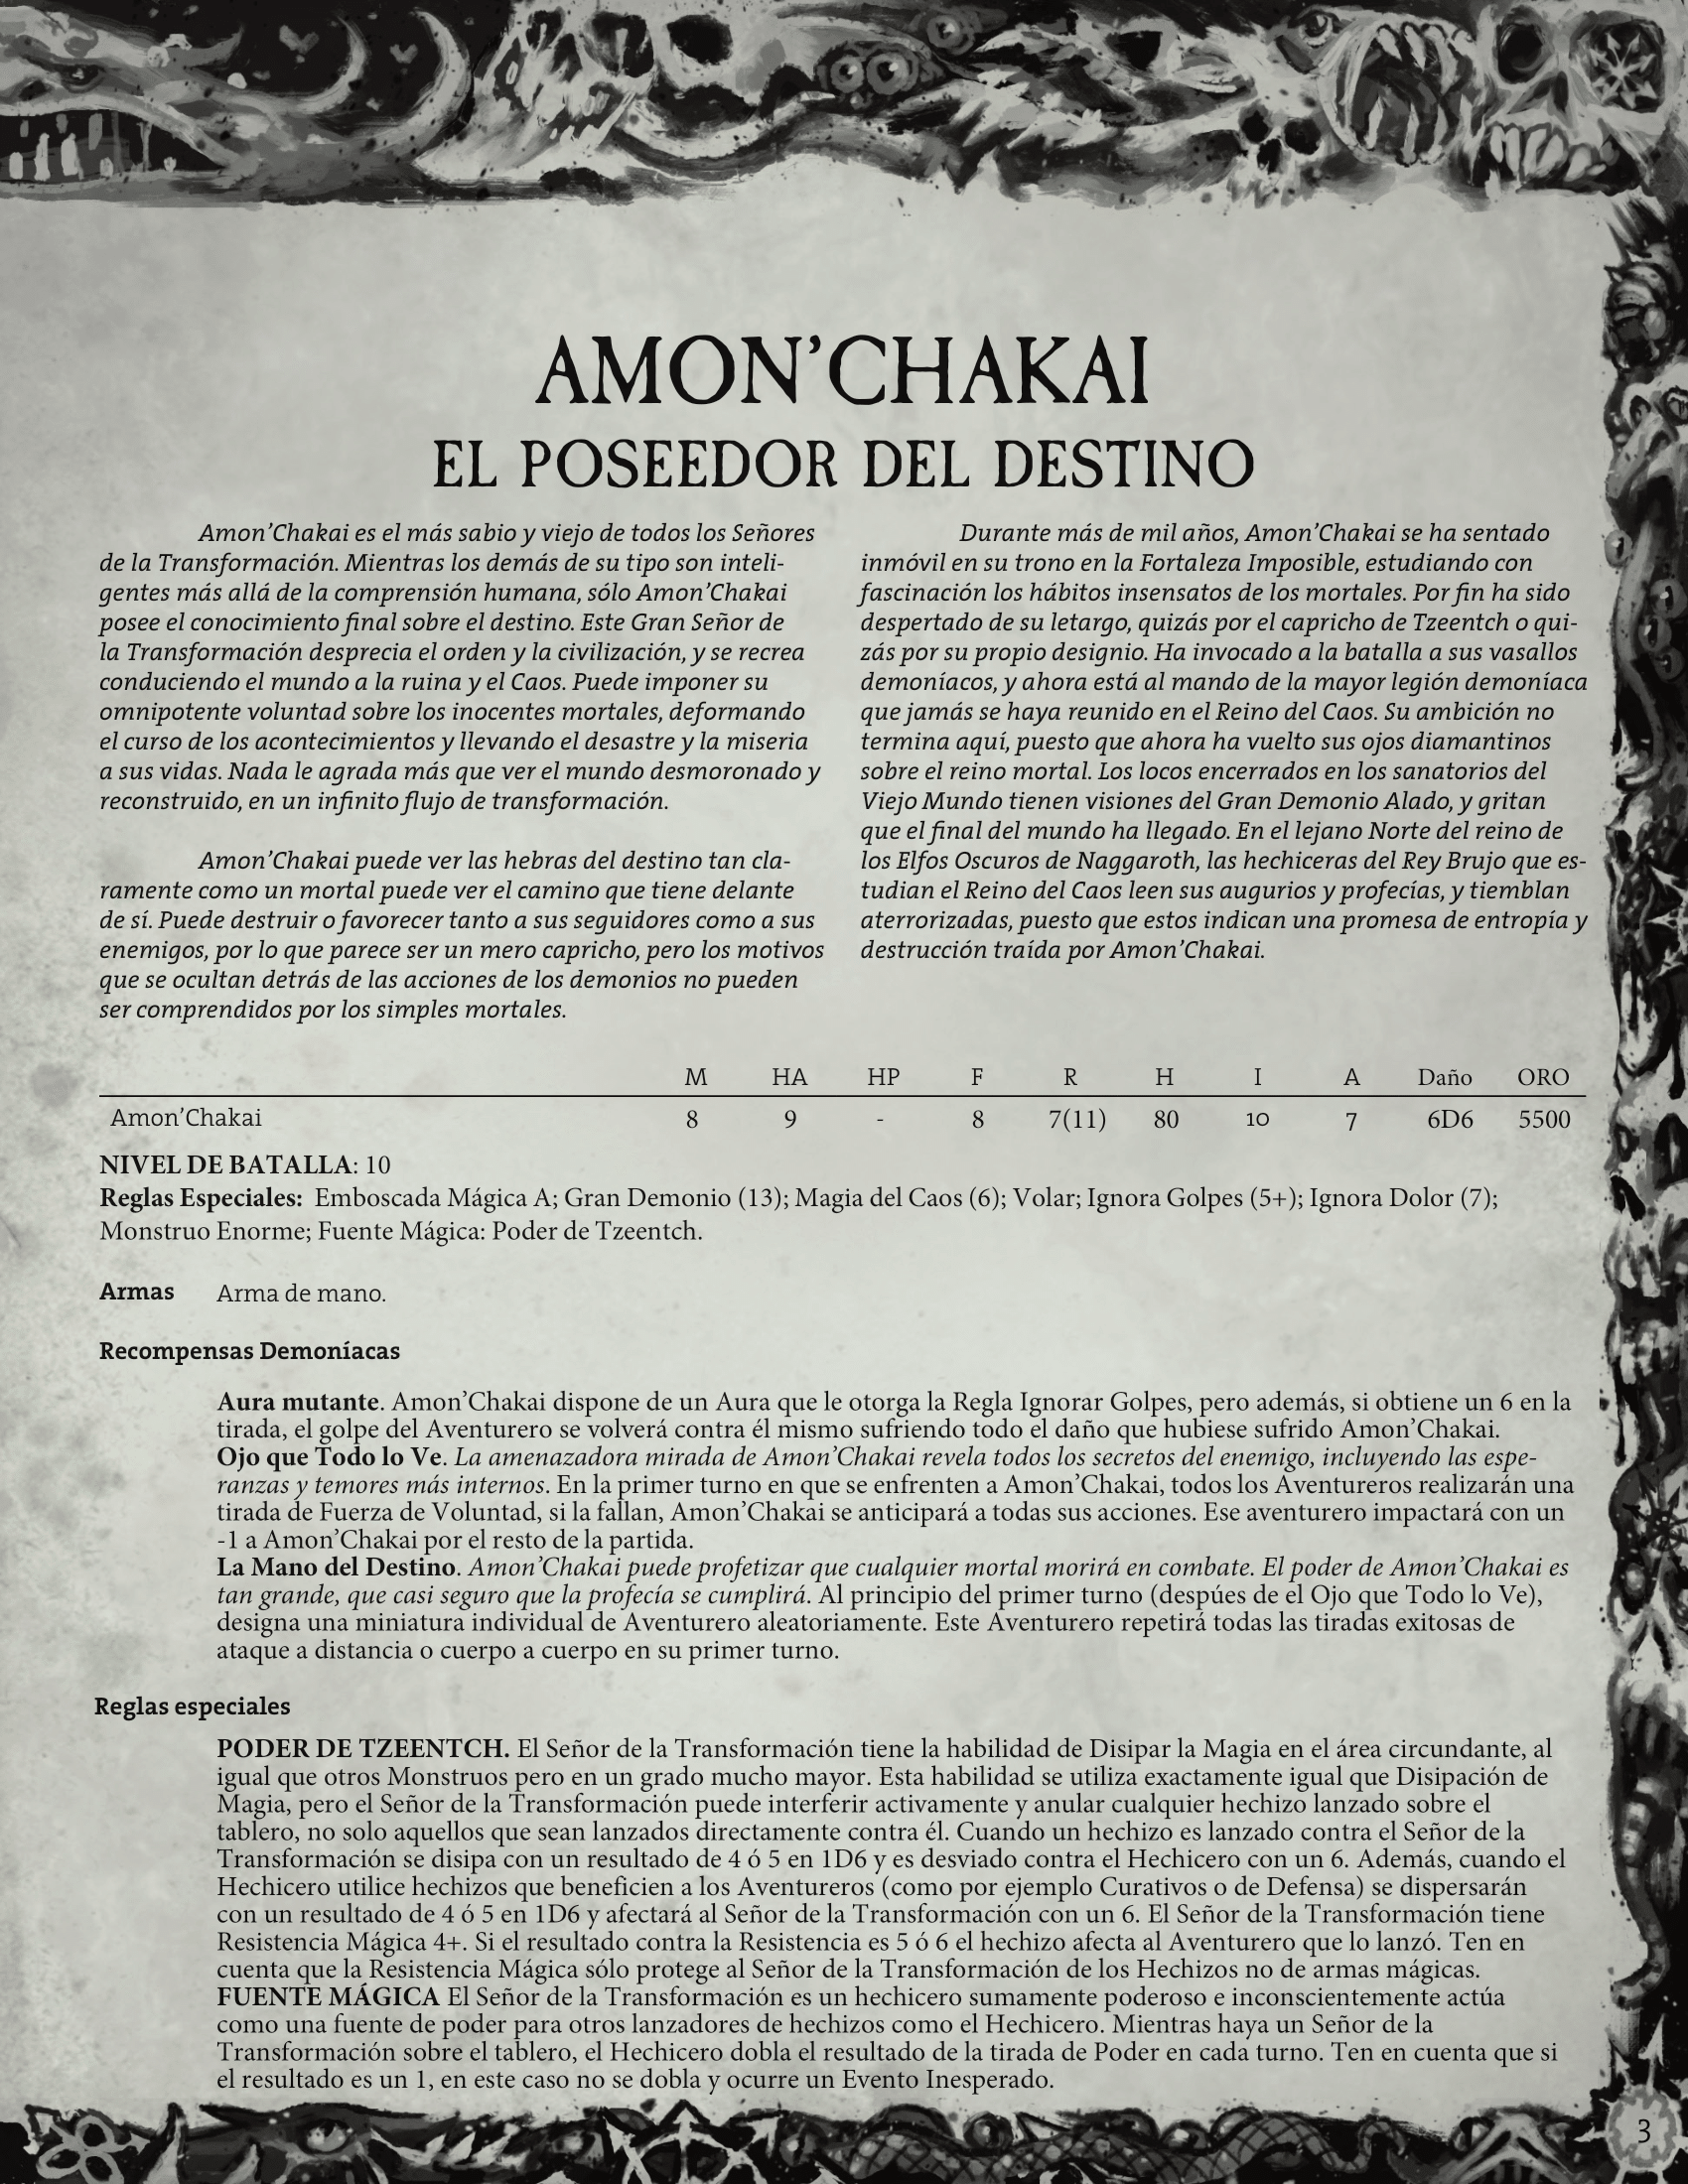 AMON’CHAKAI
EL POSEEDOR DEL DESTINO
Amon’Chakai es el más sabio y viejo de todos los Señores
de la Transformación. Mientras los demás de su tipo son inteli-
gentes más allá de la comprensión humana, sólo Amon’Chakai
posee el conocimiento final sobre el destino. Este Gran Señor de
la Transformación desprecia el orden y la civilización, y se recrea
conduciendo el mundo a la ruina y el Caos. Puede imponer su
omnipotente voluntad sobre los inocentes mortales, deformando
el curso de los acontecimientos y llevando el desastre y la miseria
a sus vidas. Nada le agrada más que ver el mundo desmoronado y
reconstruido, en un infinito flujo de transformación.
Amon’Chakai puede ver las hebras del destino tan cla-
ramente como un mortal puede ver el camino que tiene delante
de sí. Puede destruir o favorecer tanto a sus seguidores como a sus
enemigos, por lo que parece ser un mero capricho, pero los motivos
que se ocultan detrás de las acciones de los demonios no pueden
ser comprendidos por los simples mortales.
Durante más de mil años, Amon’Chakai se ha sentado
inmóvil en su trono en la Fortaleza Imposible, estudiando con
fascinación los hábitos insensatos de los mortales. Por fin ha sido
despertado de su letargo, quizás por el capricho de Tzeentch o qui-
zás por su propio designio. Ha invocado a la batalla a sus vasallos
demoníacos, y ahora está al mando de la mayor legión demoníaca
que jamás se haya reunido en el Reino del Caos. Su ambición no
termina aquí, puesto que ahora ha vuelto sus ojos diamantinos
sobre el reino mortal. Los locos encerrados en los sanatorios del
Viejo Mundo tienen visiones del Gran Demonio Alado, y gritan
que el final del mundo ha llegado. En el lejano Norte del reino de
los Elfos Oscuros de Naggaroth, las hechiceras del Rey Brujo que es-
tudian el Reino del Caos leen sus augurios y profecías, y tiemblan
aterrorizadas, puesto que estos indican una promesa de entropía y
destrucción traída por Amon’Chakai.
M HA HP F R H I A Daño ORO
Amon’Chakai 8 9 - 8 7(11) 80 10 7 6D6 5500
NIVEL DE BATALLA: 10
Reglas Especiales: Emboscada Mágica A; Gran Demonio (13); Magia del Caos (6); Volar; Ignora Golpes (5+); Ignora Dolor (7);
Monstruo Enorme; Fuente Mágica: Poder de Tzeentch.
Armas Arma de mano.
Recompensas Demoníacas
Aura mutante. Amon’Chakai dispone de un Aura que le otorga la Regla Ignorar Golpes, pero además, si obtiene un 6 en la
tirada, el golpe del Aventurero se volverá contra él mismo sufriendo todo el daño que hubiese sufrido Amon’Chakai.
Ojo que Todo lo Ve. La amenazadora mirada de Amon’Chakai revela todos los secretos del enemigo, incluyendo las espe-
ranzas y temores más internos. En la primer turno en que se enfrenten a Amon’Chakai, todos los Aventureros realizarán una
tirada de Fuerza de Voluntad, si la fallan, Amon’Chakai se anticipará a todas sus acciones. Ese aventurero impactará con un
-1 a Amon’Chakai por el resto de la partida.
La Mano del Destino. Amon’Chakai puede profetizar que cualquier mortal morirá en combate. El poder de Amon’Chakai es
tan grande, que casi seguro que la profecía se cumplirá. Al principio del primer turno (despúes de el Ojo que Todo lo Ve),
designa una miniatura individual de Aventurero aleatoriamente. Este Aventurero repetirá todas las tiradas exitosas de
ataque a distancia o cuerpo a cuerpo en su primer turno.
Reglas especiales
PODER DE TZEENTCH. El Señor de la Transformación tiene la habilidad de Disipar la Magia en el área circundante, al
igual que otros Monstruos pero en un grado mucho mayor. Esta habilidad se utiliza exactamente igual que Disipación de
Magia, pero el Señor de la Transformación puede interferir activamente y anular cualquier hechizo lanzado sobre el
tablero, no solo aquellos que sean lanzados directamente contra él. Cuando un hechizo es lanzado contra el Señor de la
Transformación se disipa con un resultado de 4 ó 5 en 1D6 y es desviado contra el Hechicero con un 6. Además, cuando el
Hechicero utilice hechizos que beneficien a los Aventureros (como por ejemplo Curativos o de Defensa) se dispersarán
con un resultado de 4 ó 5 en 1D6 y afectará al Señor de la Transformación con un 6. El Señor de la Transformación tiene
Resistencia Mágica 4+. Si el resultado contra la Resistencia es 5 ó 6 el hechizo afecta al Aventurero que lo lanzó. Ten en
cuenta que la Resistencia Mágica sólo protege al Señor de la Transformación de los Hechizos no de armas mágicas.
FUENTE MÁGICA El Señor de la Transformación es un hechicero sumamente poderoso e inconscientemente actúa
como una fuente de poder para otros lanzadores de hechizos como el Hechicero. Mientras haya un Señor de la
Transformación sobre el tablero, el Hechicero dobla el resultado de la tirada de Poder en cada turno. Ten en cuenta que si
el resultado es un 1, en este caso no se dobla y ocurre un Evento Inesperado.
3